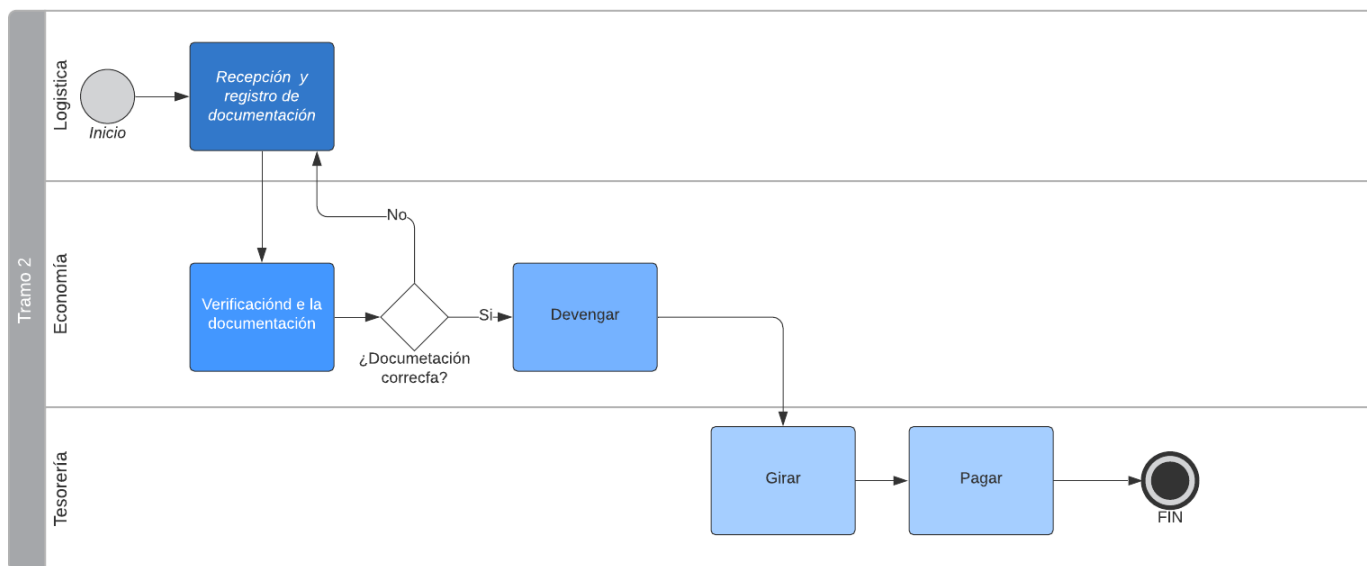 Tramo 2
Logistica
Inicio
Recepción y
registro de
documentación
Economía
No
Verificaciónd e la
documentación
¿Documetación
correcfa?
Si
Devengar
Tesorería
Girar
Pagar
FIN